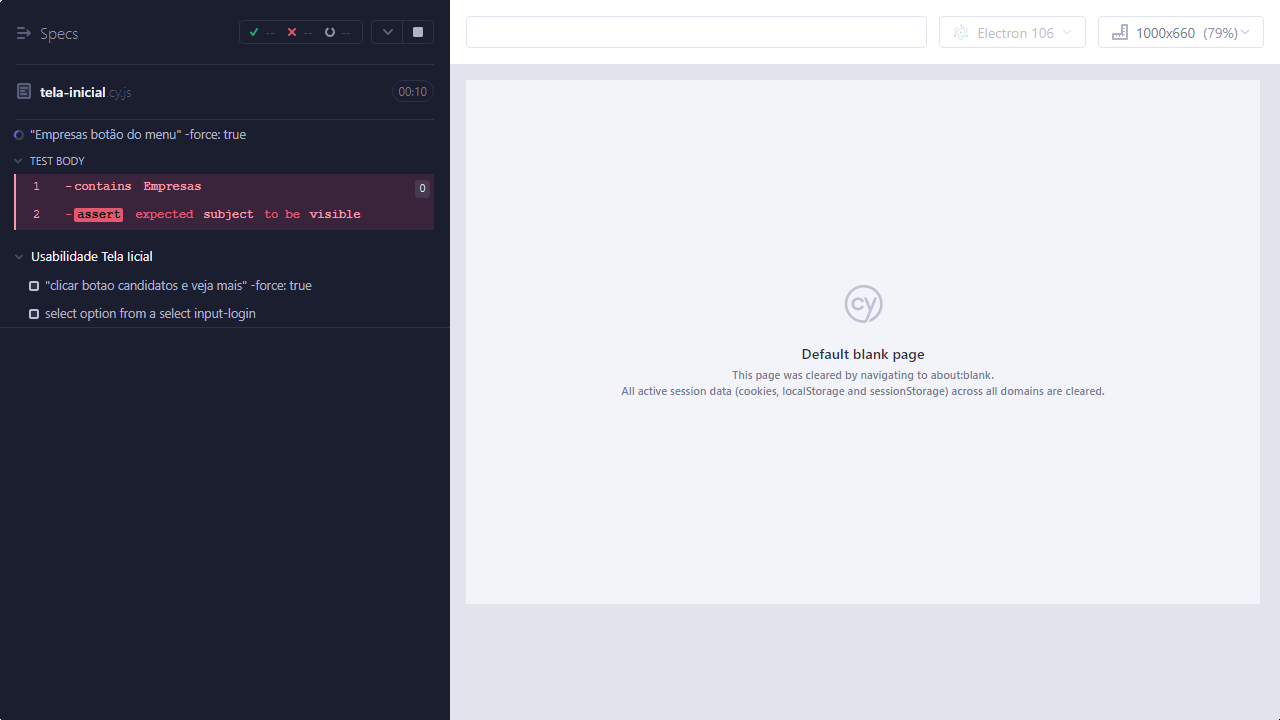 Specs
-- -- --
tela-inicial.cy.js 00:10
"Empresas botão do menu" -force: true
TEST BODY
1 -contains Empresas 0
2 -assert expected subject to be visible
Usabilidade Tela Iicial
"clicar botao candidatos e veja mais" -force: true
select option from a select input-login
Electron 106
1000x660 (79%)
cy
Default blank page
This page was cleared by navigating to about:blank.
All active session data (cookies, localStorage and sessionStorage) across all domains are cleared.